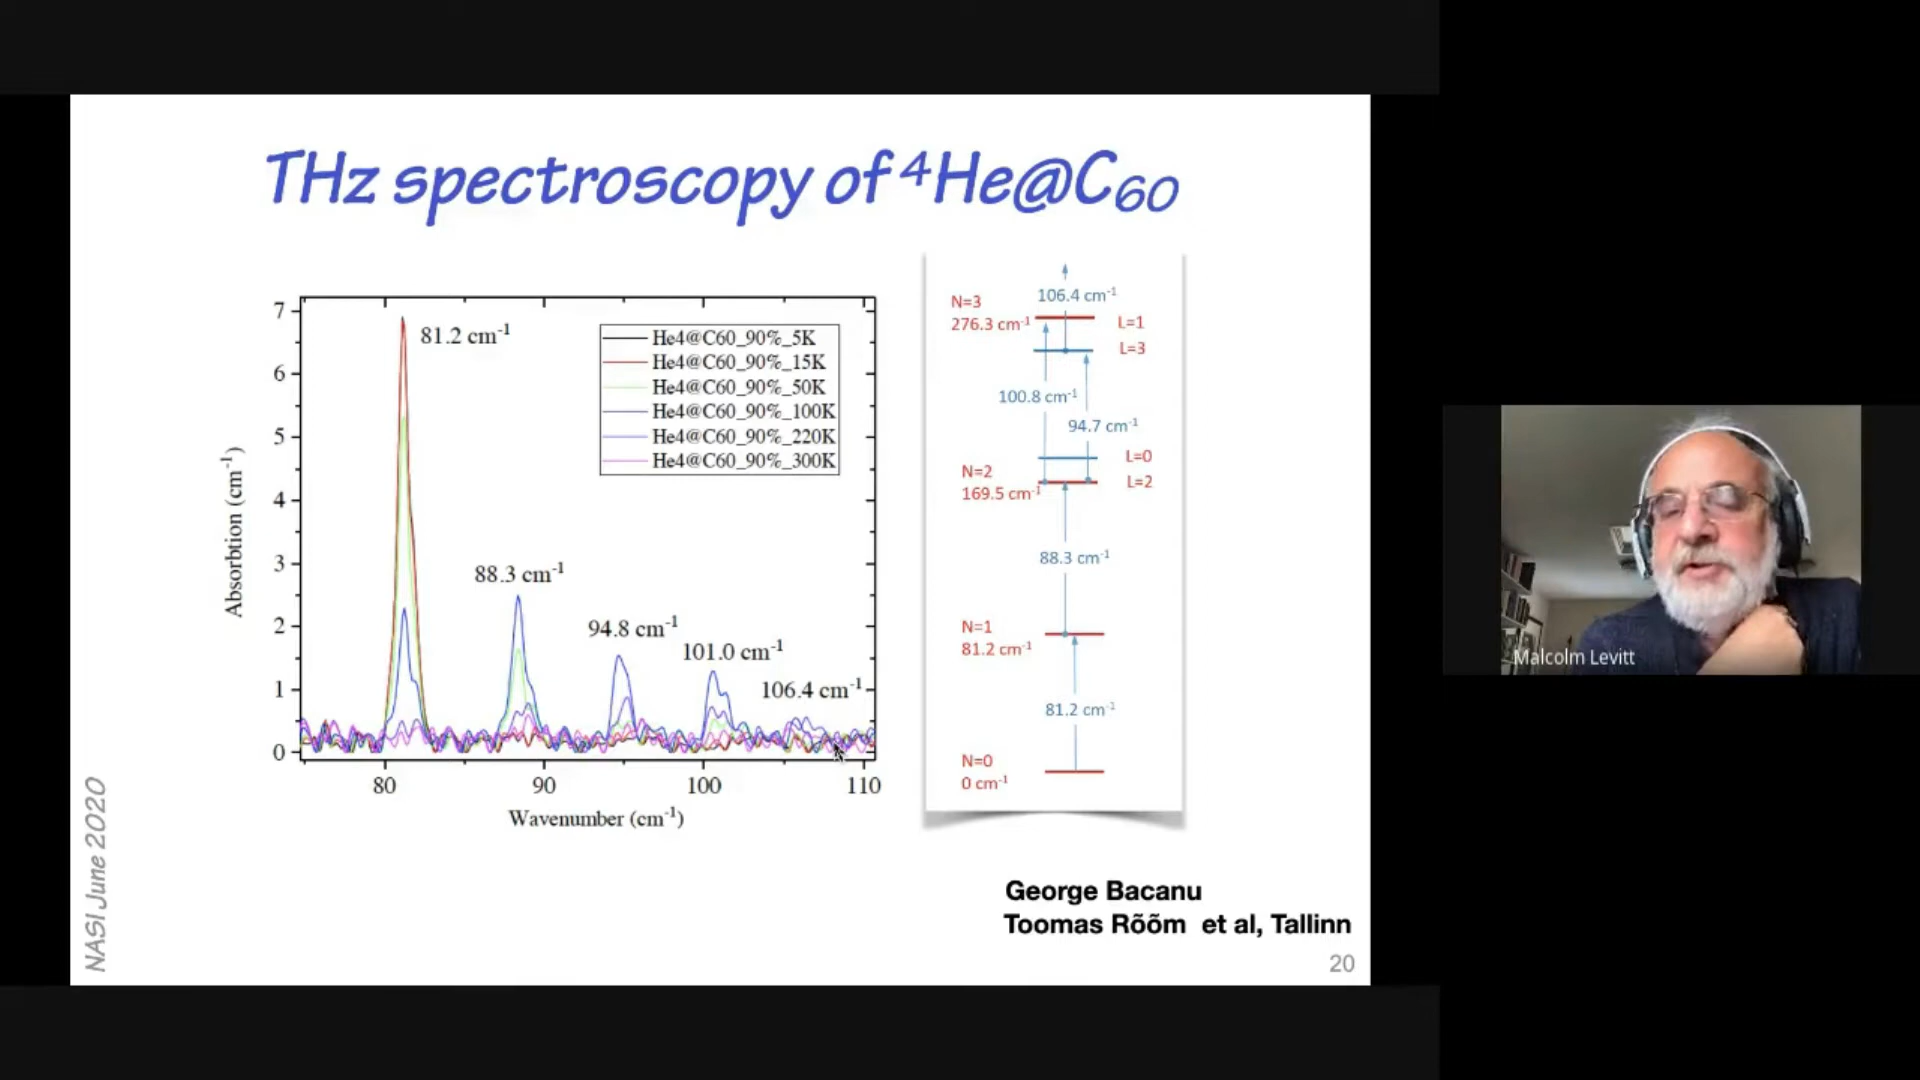 THz spectroscopy of ⁴He@C₆₀
7
6
5
4
3
2
1
0
Absorbtion (cm⁻¹)
81.2 cm⁻¹
88.3 cm⁻¹
94.8 cm⁻¹
101.0 cm⁻¹
106.4 cm⁻¹
He4@C60_90%_5K
He4@C60_90%_15K
He4@C60_90%_50K
He4@C60_90%_100K
He4@C60_90%_220K
He4@C60_90%_300K
80 90 100 110
Wavenumber (cm⁻¹)
106.4 cm⁻¹
N=3
276.3 cm⁻¹
L=1
L=3
100.8 cm⁻¹
94.7 cm⁻¹
N=2
169.5 cm⁻¹
L=0
L=2
88.3 cm⁻¹
N=1
81.2 cm⁻¹
81.2 cm⁻¹
N=0
0 cm⁻¹
George Bacanu
Toomas Rõõm et al, Tallinn
20
NASI June 2020
Malcolm Levitt